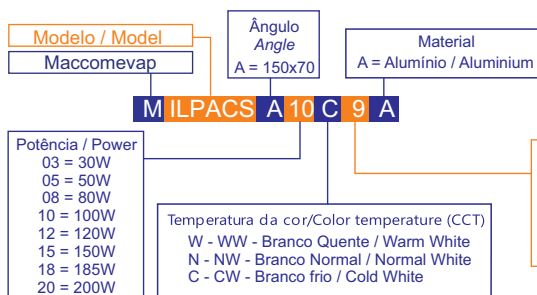 Modelo / Model
Maccomevap
Ângulo
Angle
A = 150x70
Material
A = Alumínio / Aluminium
M ILPACS A 10 C 9 A
Potência / Power
03 = 30W
05 = 50W
08 = 80W
10 = 100W
12 = 120W
15 = 150W
18 = 185W
20 = 200W
Temperatura da cor/Color temperature (CCT)
W - WW - Branco Quente / Warm White
N - NW - Branco Normal / Normal White
C - CW - Branco frio / Cold White